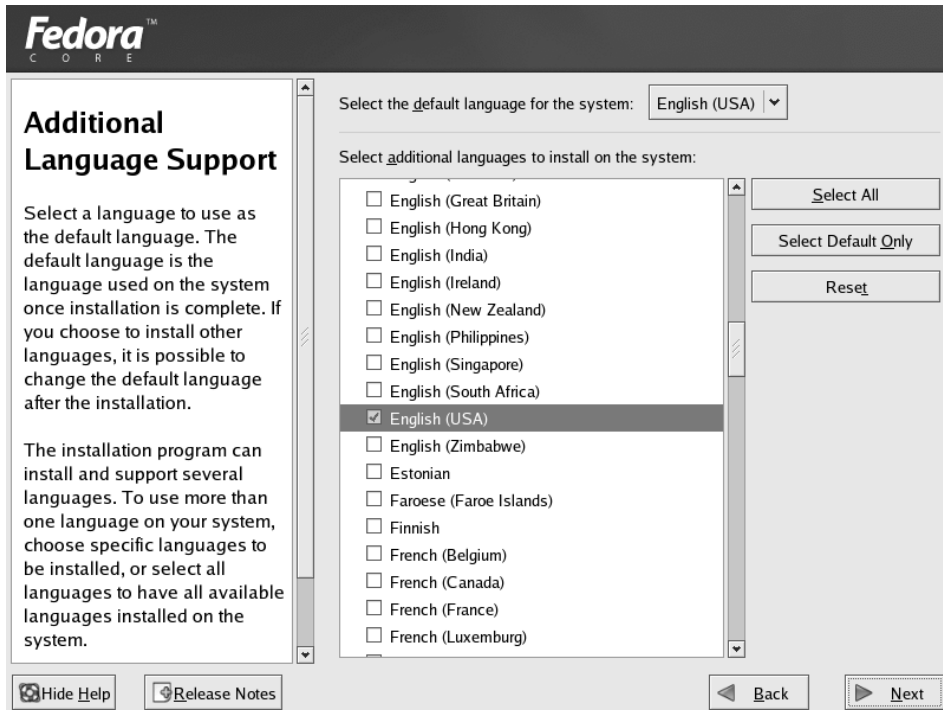 Fedora™
CORE
Additional
Language Support
Select a language to use as
the default language. The
default language is the
language used on the system
once installation is complete. If
you choose to install other
languages, it is possible to
change the default language
after the installation.
The installation program can
install and support several
languages. To use more than
one language on your system,
choose specific languages to
be installed, or select all
languages to have all available
languages installed on the
system.
Select the default language for the system: English (USA)
Select additional languages to install on the system:
English (Great Britain)
English (Hong Kong)
English (India)
English (Ireland)
English (New Zealand)
English (Philippines)
English (Singapore)
English (South Africa)
English (USA)
English (Zimbabwe)
Estonian
Faroese (Faroe Islands)
Finnish
French (Belgium)
French (Canada)
French (France)
French (Luxemburg)
Select All
Select Default Only
Reset
Hide Help
Release Notes
Back
Next